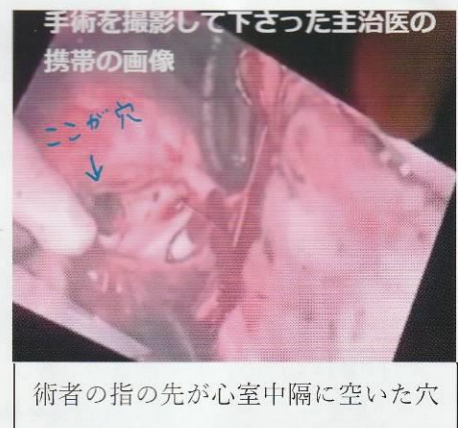 手術を撮影して下さった主治医の
携帯の画像
ここが穴
↓
術者の指の先が心室中隔に空いた穴